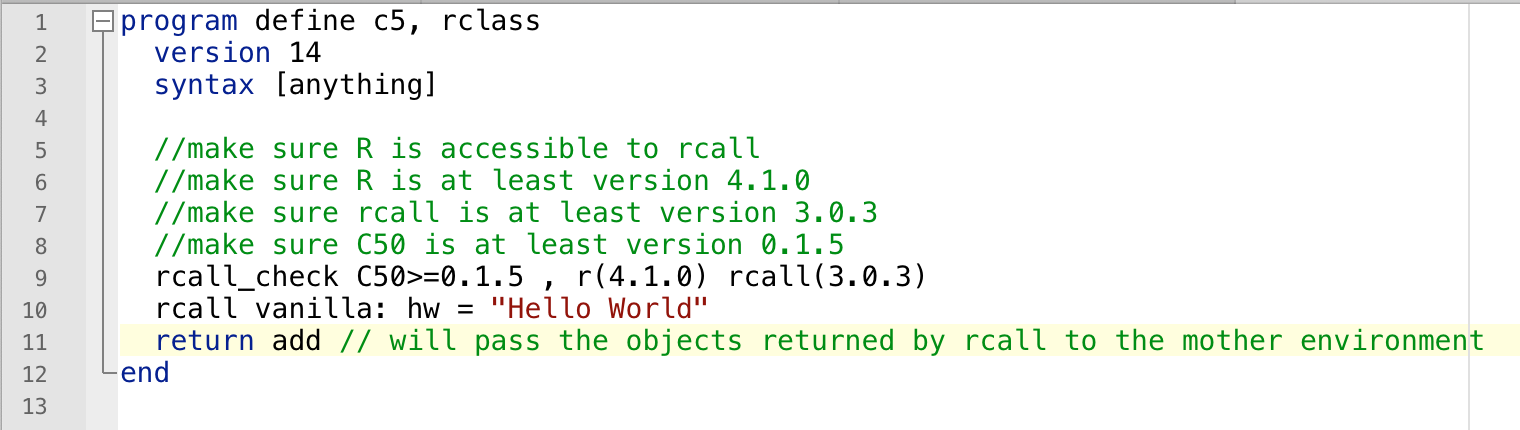 1 program define c5, rclass
2 version 14
3 syntax [anything]
4
5 //make sure R is accessible to rcall
6 //make sure R is at least version 4.1.0
7 //make sure rcall is at least version 3.0.3
8 //make sure C50 is at least version 0.1.5
9 rcall_check C50>=0.1.5 , r(4.1.0) rcall(3.0.3)
10 rcall vanilla: hw = "Hello World"
11 return add // will pass the objects returned by rcall to the mother environment
12 end
13